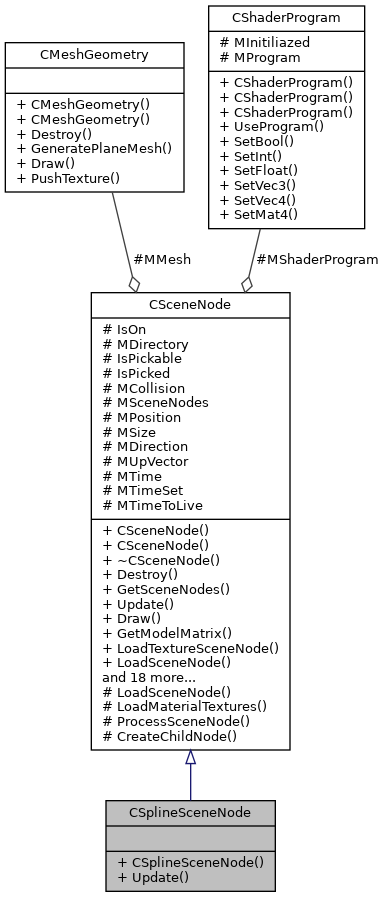 CShaderProgram
# MInitiliazed
# MProgram
+ CShaderProgram()
+ CShaderProgram()
+ CShaderProgram()
+ UseProgram()
+ SetBool()
+ SetInt()
+ SetFloat()
+ SetVec3()
+ SetVec4()
+ SetMat4()
CMeshGeometry
+ CMeshGeometry()
+ CMeshGeometry()
+ Destroy()
+ GeneratePlaneMesh()
+ Draw()
+ PushTexture()
#MMesh
#MShaderProgram
CSceneNode
# IsOn
# MDirectory
# IsPickable
# IsPicked
# MCollision
# MSceneNodes
# MPosition
# MSize
# MDirection
# MUpVector
# MTime
# MTimeSet
# MTimeToLive
+ CSceneNode()
+ CSceneNode()
+ ~CSceneNode()
+ Destroy()
+ GetSceneNodes()
+ Update()
+ Draw()
+ GetModelMatrix()
+ LoadTextureSceneNode()
+ LoadSceneNode()
and 18 more...
# LoadSceneNode()
# LoadMaterialTextures()
# ProcessSceneNode()
# CreateChildNode()
CSplineSceneNode
+ CSplineSceneNode()
+ Update()